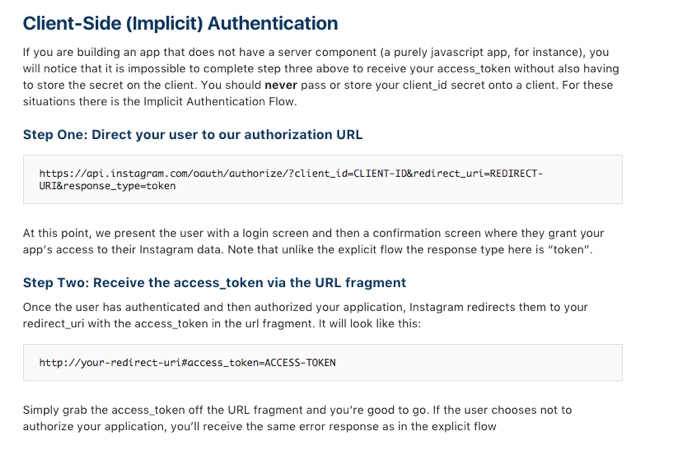 Client-Side (Implicit) Authentication
If you are building an app that does not have a server component (a purely javascript app, for instance), you
will notice that it is impossible to complete step three above to receive your access_token without also having
to store the secret on the client. You should never pass or store your client_id secret onto a client. For these
situations there is the Implicit Authentication Flow.
Step One: Direct your user to our authorization URL
https://api.instagram.com/oauth/authorize/?client_id=CLIENT-ID&redirect_uri=REDIRECT-
URI&response_type=token
At this point, we present the user with a login screen and then a confirmation screen where they grant your
app's access to their Instagram data. Note that unlike the explicit flow the response type here is "token".
Step Two: Receive the access_token via the URL fragment
Once the user has authenticated and then authorized your application, Instagram redirects them to your
redirect_uri with the access_token in the url fragment. It will look like this:
http://your-redirect-uri#access_token=ACCESS-TOKEN
Simply grab the access_token off the URL fragment and you're good to go. If the user chooses not to
authorize your application, you'll receive the same error response as in the explicit flow